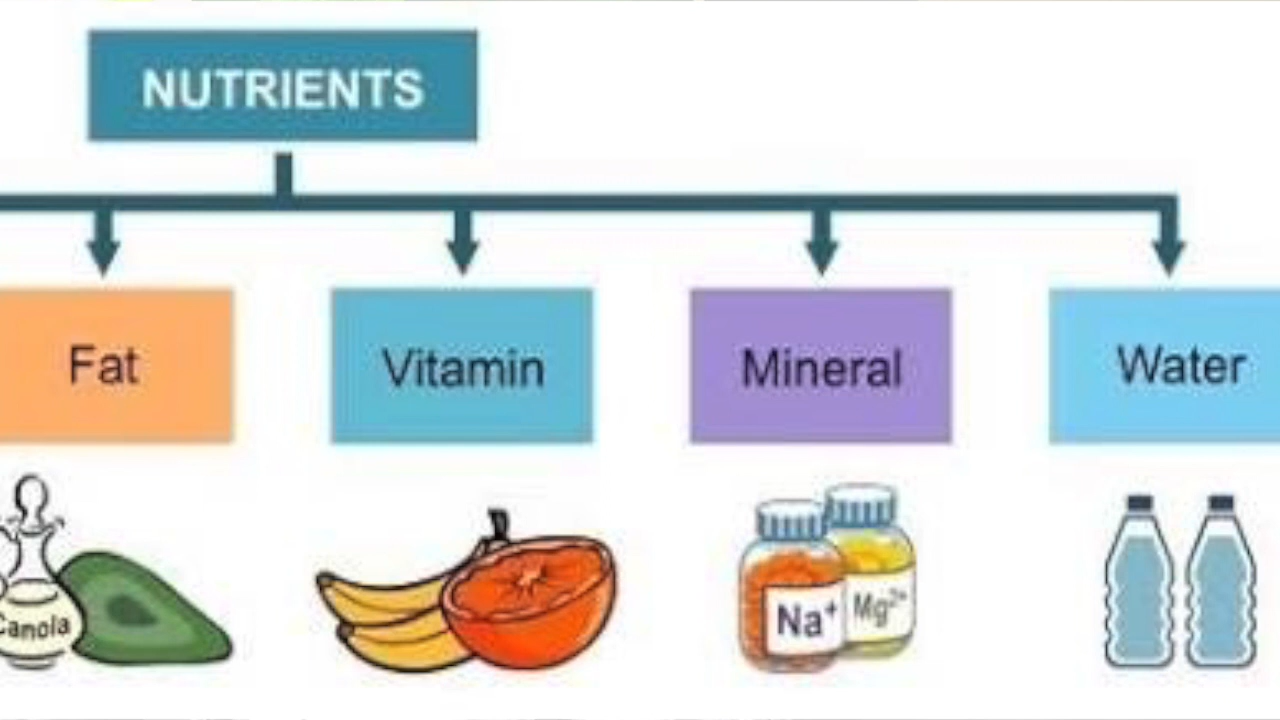 NUTRIENTS
Fat
Vitamin
Mineral
Water
Canola
Na⁺
Mg²⁺